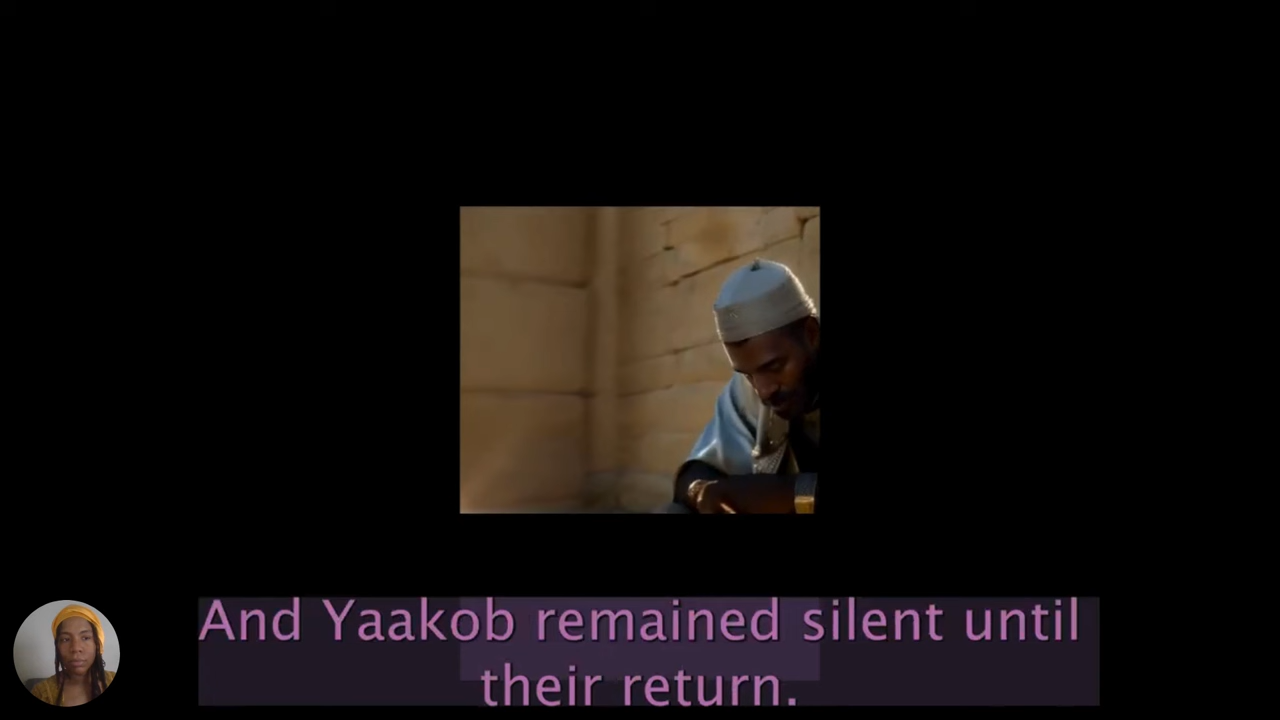 And Yaakob remained silent until
their return.